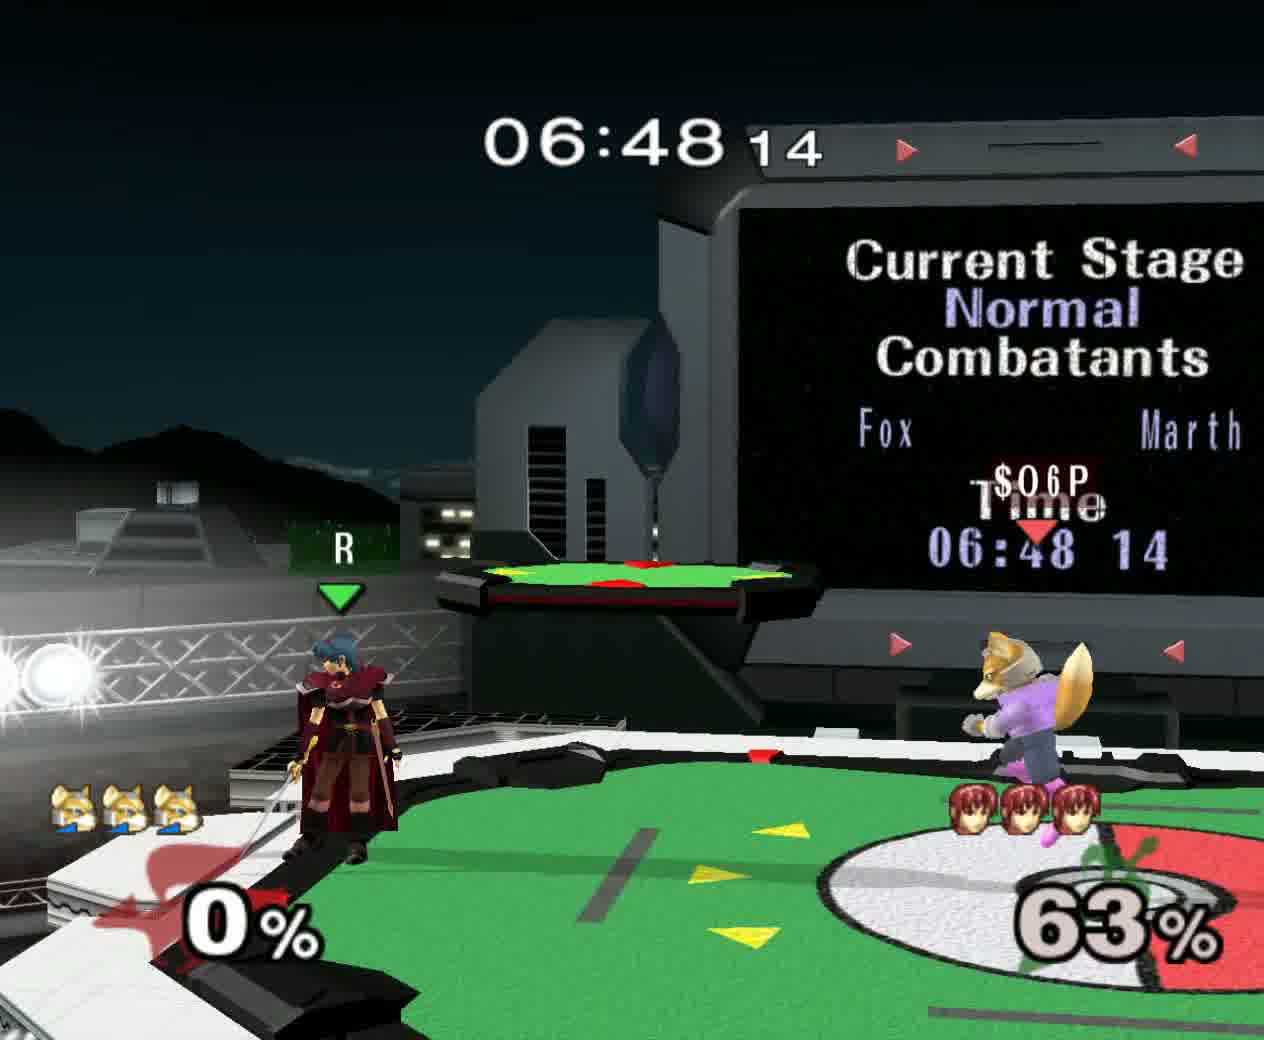 06:48 14
Current Stage
Normal
Combatants
Fox Marth
$06P
Time
06:48 14
R
0%
63%